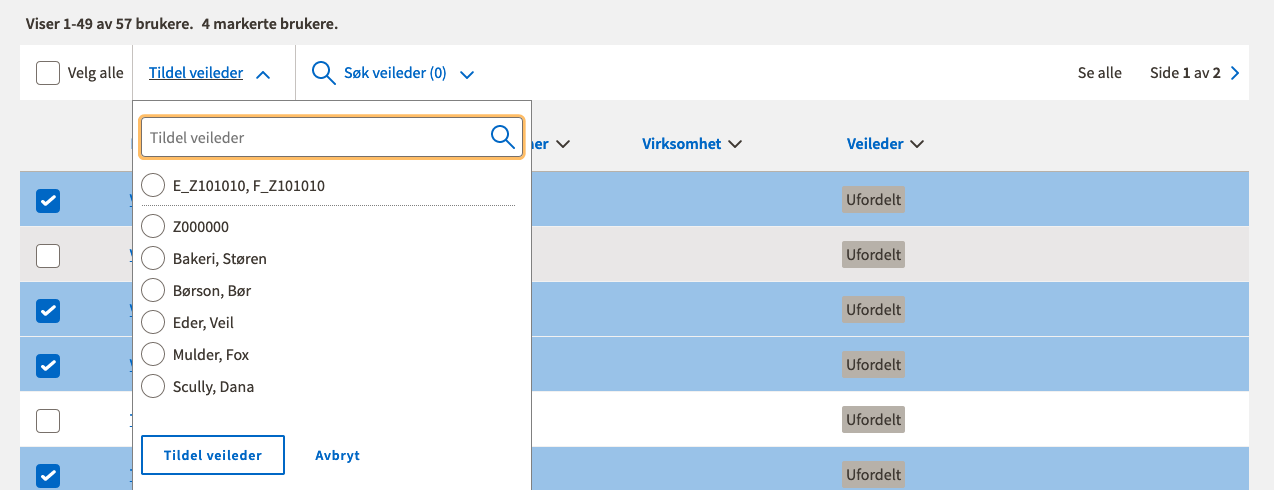 Viser 1-49 av 57 brukere. 4 markerte brukere.
Velg alle Tildel veileder Søk veileder (0) Se alle Side 1 av 2
Tildel veileder
Virksomhet Veileder
E_Z101010, F_Z101010
Ufordelt
Z000000
Ufordelt
Bakeri, Støren
Børson, Bør
Ufordelt
Eder, Veil
Mulder, Fox
Ufordelt
Scully, Dana
Ufordelt
Tildel veileder Avbryt
Ufordelt